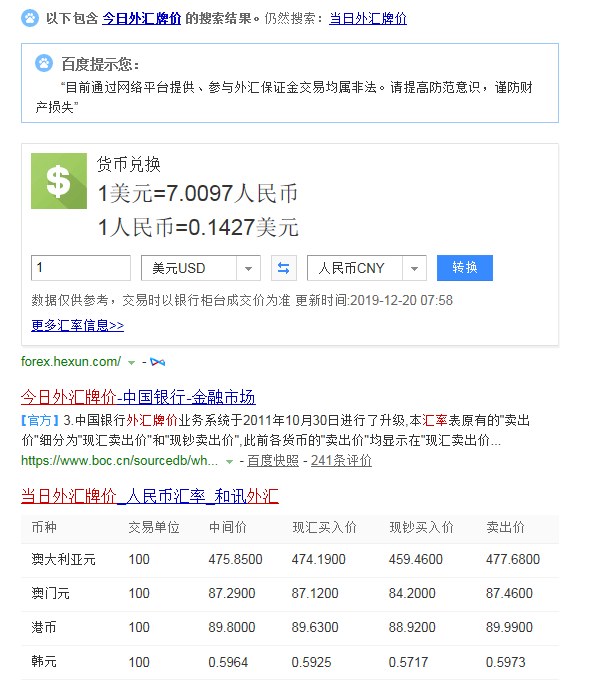 以下包含 今日外汇牌价 的搜索结果。仍然搜索：当日外汇牌价
百度提示您：
“目前通过网络平台提供、参与外汇保证金交易均属非法。请提高防范意识，谨防财
产损失”
货币兑换
1美元=7.0097人民币
1人民币=0.1427美元
1 美元USD 人民币CNY 转换
数据仅供参考，交易时以银行柜台成交价为准 更新时间:2019-12-20 07:58
更多汇率信息>>
forex.hexun.com/ -
今日外汇牌价-中国银行-金融市场
【官方】3.中国银行外汇牌价业务系统于2011年10月30日进行了升级,本汇率表原有的"卖出
价"细分为"现汇卖出价"和"现钞卖出价",此前各货币的"卖出价"均显示在"现汇卖出价...
https://www.boc.cn/sourcedb/wh... - 百度快照 - 241条评价
当日外汇牌价_人民币汇率_和讯外汇
币种 交易单位 中间价 现汇买入价 现钞买入价 卖出价
澳大利亚元 100 475.8500 474.1900 459.4600 477.6800
澳门元 100 87.2900 87.1200 84.2000 87.4600
港币 100 89.8000 89.6300 88.9200 89.9900
韩元 100 0.5964 0.5925 0.5717 0.5973